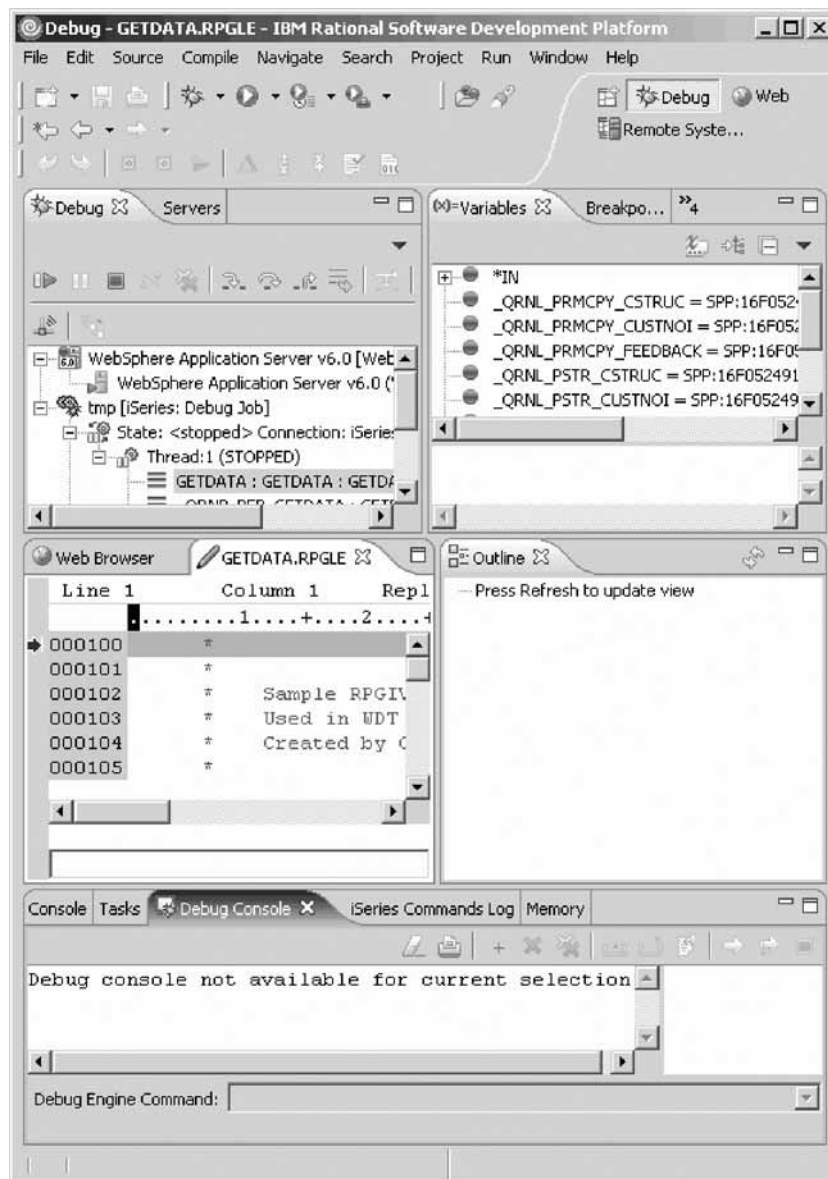 Debug - GETDATA.RPGLE - IBM Rational Software Development Platform
File Edit Source Compile Navigate Search Project Run Window Help
Debug Web
Remote Syste...
Debug Servers
(x)=Variables Breakpo... »4
*IN
_QRNL_PRMCPY_CSTRUC = SPP:16F052
_QRNL_PRMCPY_CUSTNOI = SPP:16F05
_QRNL_PRMCPY_FEEDBACK = SPP:16F0
_QRNL_PSTR_CSTRUC = SPP:16F052491
_QRNL_PSTR_CUSTNOI = SPP:16F05249
WebSphere Application Server v6.0 [Web
WebSphere Application Server v6.0 (
tmp [iSeries: Debug Job]
State: <stopped> Connection: iSeries
Thread:1 (STOPPED)
GETDATA : GETDATA : GETDA
Web Browser GETDATA.RPGLE
Line 1 Column 1 Repl
.........1....+....2....+
000100 *
000101 *
000102 * Sample RPGIV
000103 * Used in WDT
000104 * Created by C
000105 *
Outline
Press Refresh to update view
Console Tasks Debug Console iSeries Commands Log Memory
Debug console not available for current selection
Debug Engine Command: